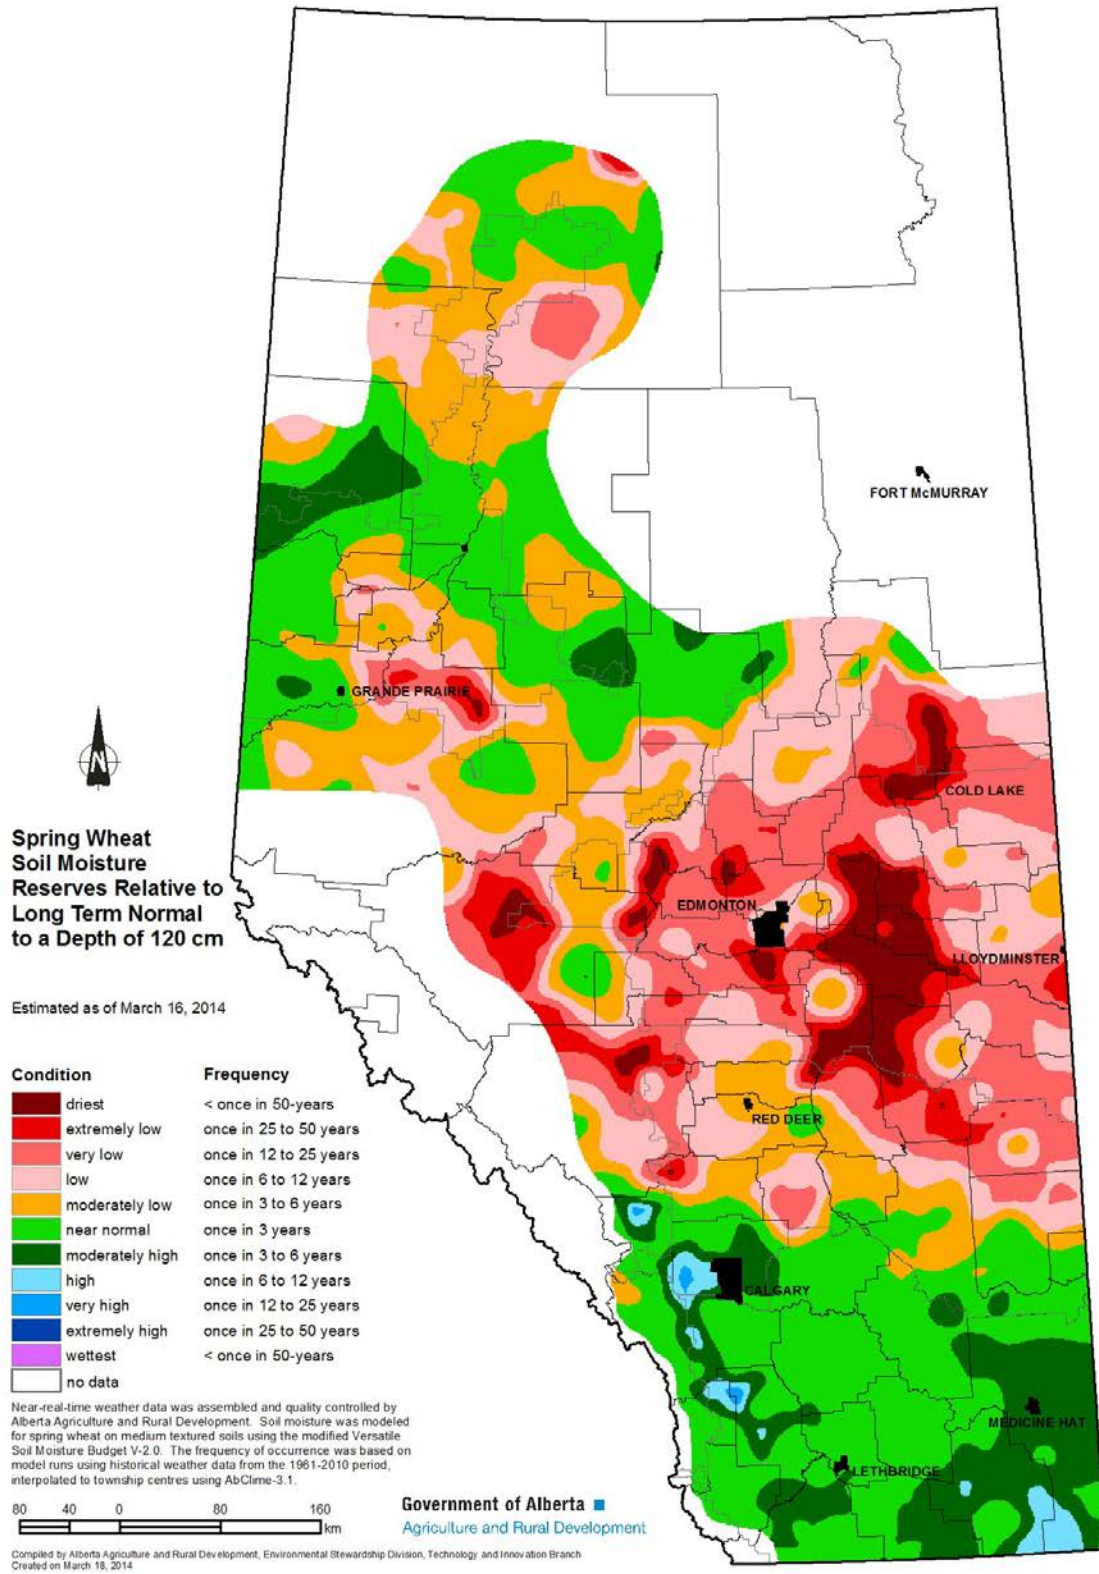 FORT McMURRAY
GRANDE PRAIRIE
N
COLD LAKE
Spring Wheat
Soil Moisture
Reserves Relative to
Long Term Normal
to a Depth of 120 cm
EDMONTON
LLOYDMINSTER
Estimated as of March 16, 2014
Condition Frequency
driest < once in 50-years
extremely low once in 25 to 50 years
very low once in 12 to 25 years
low once in 6 to 12 years
moderately low once in 3 to 6 years
near normal once in 3 years
moderately high once in 3 to 6 years
high once in 6 to 12 years
very high once in 12 to 25 years
extremely high once in 25 to 50 years
wettest < once in 50-years
no data
RED DEER
CALGARY
MEDICINE HAT
LETHBRIDGE
Near-real-time weather data was assembled and quality controlled by
Alberta Agriculture and Rural Development. Soil moisture was modeled
for spring wheat on medium textured soils using the modified Versatile
Soil Moisture Budget V-2.0. The frequency of occurrence was based on
model runs using historical weather data from the 1961-2010 period,
interpolated to township centres using AbClime-3.1.
80 40 0 80 160
km
Government of Alberta
Agriculture and Rural Development
Compiled by Alberta Agriculture and Rural Development, Environmental Stewardship Division, Technology and Innovation Branch
Created on March 18, 2014